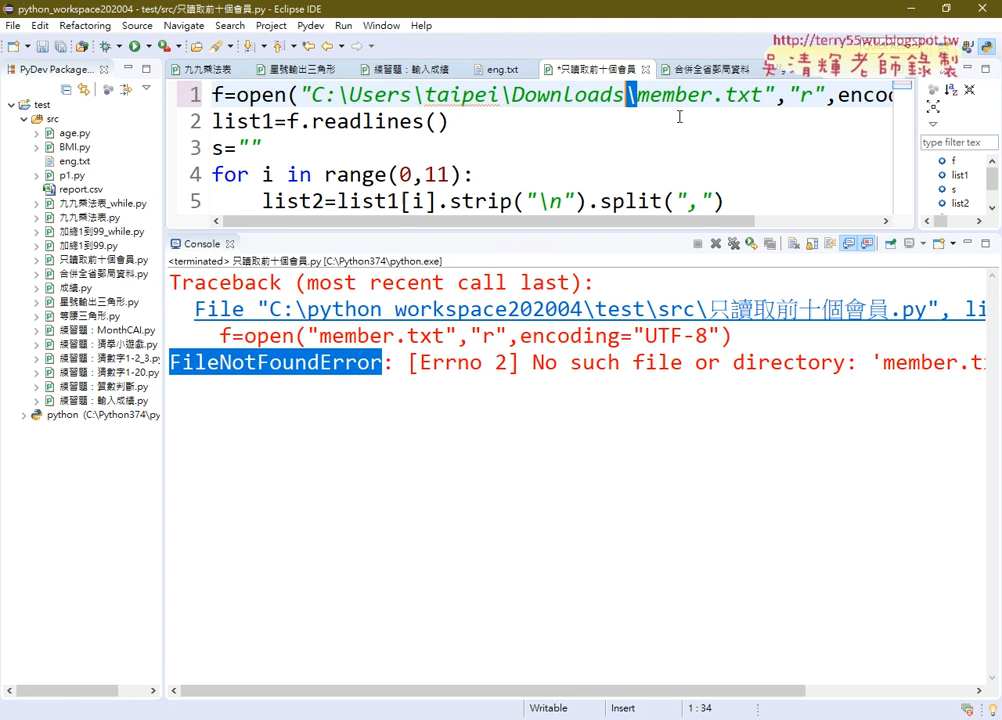 python_workspace202004 - test/src/只讀取前十個會員.py - Eclipse IDE
File Edit Refactoring Source Navigate Search Project Pydev Run Window Help
http://terry55wu.blogspot.tw
吳清輝老師錄製
PyDev Package...
九九乘法表
星號輸出三角形
練習題：輸入成績
eng.txt
*只讀取前十個會員
合併全省郵局資料
test
src
age.py
BMI.py
eng.txt
p1.py
report.csv
九九乘法表_while.py
九九乘法表.py
加總1到99_while.py
加總1到99.py
只讀取前十個會員.py
合併全省郵局資料.py
成績.py
星號輸出三角形.py
等腰三角形.py
練習題：MonthCAl.py
練習題：猜拳小遊戲.py
練習題：猜數字1-2_3.py
練習題：猜數字1-20.py
練習題：質數判斷.py
練習題：輸入成績.py
python (C:\Python374\py
1 f=open("C:\Users\taipei\Downloads\member.txt","r",encod
2 list1=f.readlines()
3 s=""
4 for i in range(0,11):
5 list2=list1[i].strip("\n").split(",")
type filter tex
f
list1
s
list2
Console
<terminated> 只讀取前十個會員.py [C:\Python374\python.exe]
Traceback (most recent call last):
File "C:\python_workspace202004\test\src\只讀取前十個會員.py", li
f=open("member.txt","r",encoding="UTF-8")
FileNotFoundError: [Errno 2] No such file or directory: 'member.t
Writable
Insert
1 : 34